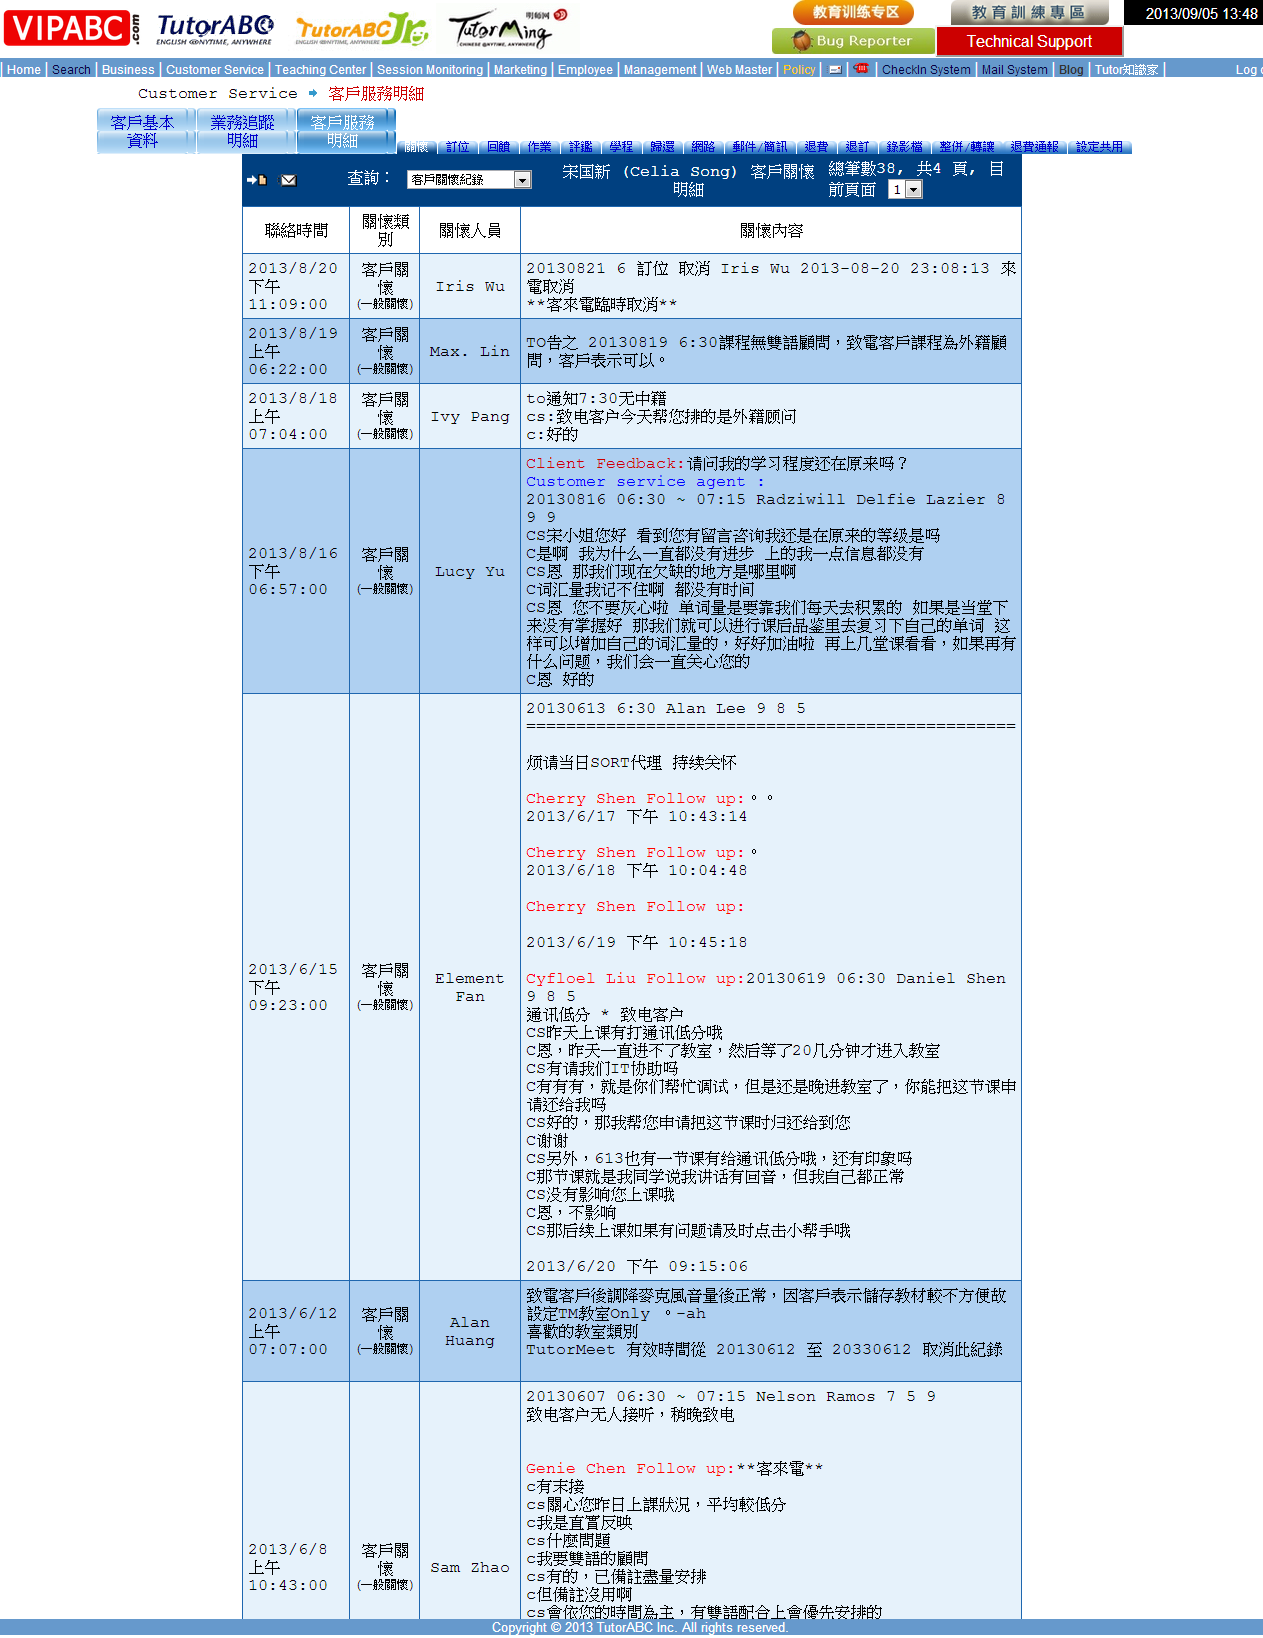 VIPABC.com TutorABC TutorABCJr TutorMing 明師網 教育训练专区 教育訓練專區 2013/09/05 13:48
ENGLISH @NYTIME, ANYWHERE ENGLISH @NYTIME, ANYWHERE CHINESE @NYTIME, ANYWHERE Bug Reporter Technical Support
| Home | Search | Business | Customer Service | Teaching Center | Session Monitoring | Marketing | Employee | Management | Web Master | Policy | | | CheckIn System | Mail System | Blog | Tutor知識家 | Log
Customer Service 客戶服務明細
客戶基本資料 業務追蹤明細 客戶服務明細
關懷 | 訂位 | 回饋 | 作業 | 評鑑 | 學程 | 歸還 | 網路 | 郵件/簡訊 | 退費 | 退訂 | 錄影檔 | 整併/轉讓 | 退費通報 | 設定共用
查詢： 客戶關懷紀錄 宋国新 (Celia Song) 客戶關懷明細 總筆數38, 共4 頁, 目前頁面 1
聯絡時間 關懷類別 關懷人員 關懷內容
2013/8/20 下午 11:09:00 客戶關懷 (一般關懷) Iris Wu
20130821 6 訂位 取消 Iris Wu 2013-08-20 23:08:13 來
電取消
**客來電臨時取消**
2013/8/19 上午 06:22:00 客戶關懷 (一般關懷) Max. Lin
TO告之 20130819 6:30課程無雙語顧問，致電客戶課程為外籍顧
問，客戶表示可以。
2013/8/18 上午 07:04:00 客戶關懷 (一般關懷) Ivy Pang
to通知7:30无中籍
cs:致电客户今天帮您排的是外籍顾问
c:好的
2013/8/16 下午 06:57:00 客戶關懷 (一般關懷) Lucy Yu
Client Feedback:请问我的学习程度还在原来吗？
Customer service agent :
20130816 06:30 ~ 07:15 Radziwill Delfie Lazier 8
9 9
CS宋小姐您好 看到您有留言咨询我还是在原来的等级是吗
C是啊 我为什么一直都没有进步 上的我一点信息都没有
CS恩 那我们现在欠缺的地方是哪里啊
C词汇量我记不住啊 都没有时间
CS恩 您不要灰心啦 单词量是要靠我们每天去积累的 如果是当堂下
来没有掌握好 那我们就可以进行课后品鉴里去复习下自己的单词 这
样可以增加自己的词汇量的，好好加油啦 再上几堂课看看，如果再有
什么问题，我们会一直关心您的
C恩 好的
2013/6/15 下午 09:23:00 客戶關懷 (一般關懷) Element Fan
20130613 6:30 Alan Lee 9 8 5
=================================================
烦请当日SORT代理 持续关怀
Cherry Shen Follow up:。。
2013/6/17 下午 10:43:14
Cherry Shen Follow up:。
2013/6/18 下午 10:04:48
Cherry Shen Follow up:
2013/6/19 下午 10:45:18
Cyfloel Liu Follow up:20130619 06:30 Daniel Shen
9 8 5
通讯低分 * 致电客户
CS昨天上课有打通讯低分哦
C恩，昨天一直进不了教室，然后等了20几分钟才进入教室
CS有请我们IT协助吗
C有有有，就是你们帮忙调试，但是还是晚进教室了，你能把这节课申
请还给我吗
CS好的，那我帮您申请把这节课时归还给到您
C谢谢
CS另外，613也有一节课有给通讯低分哦，还有印象吗
C那节课就是我同学说我讲话有回音，但我自己都正常
CS没有影响您上课哦
C恩，不影响
CS那后续上课如果有问题请及时点击小帮手哦
2013/6/20 下午 09:15:06
2013/6/12 上午 07:07:00 客戶關懷 (一般關懷) Alan Huang
致電客戶後調降麥克風音量後正常，因客戶表示儲存教材較不方便故
設定TM教室Only 。-ah
喜歡的教室類別
TutorMeet 有效時間從 20130612 至 20330612 取消此紀錄
2013/6/8 上午 10:43:00 客戶關懷 (一般關懷) Sam Zhao
20130607 06:30 ~ 07:15 Nelson Ramos 7 5 9
致电客户无人接听，稍晚致电
Genie Chen Follow up:**客來電**
c有未接
cs關心您昨日上課狀況，平均較低分
c我是直實反映
cs什麼問題
c我要雙語的顧問
cs有的，已備註盡量安排
c但備註沒用啊
cs會依您的時間為主，有雙語配合上會優先安排的
Copyright © 2013 TutorABC Inc. All rights reserved.